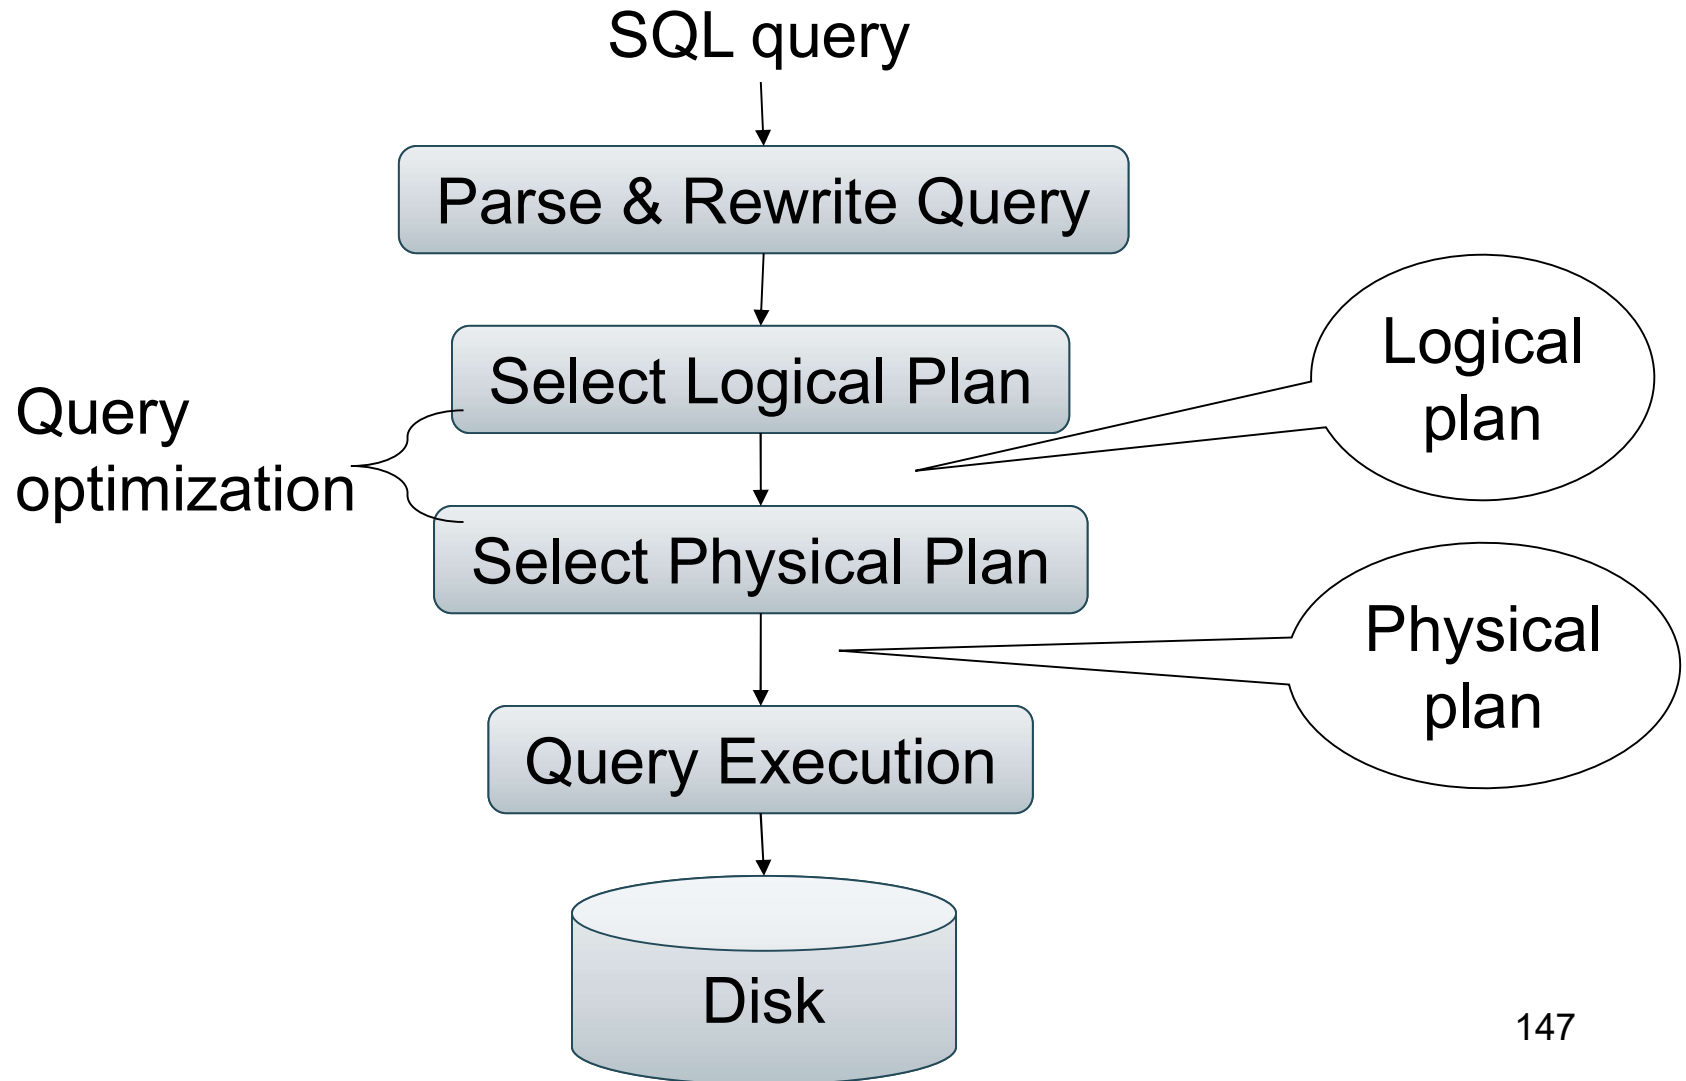 SQL query
Parse & Rewrite Query
Select Logical Plan
Logical
plan
Query
optimization
Select Physical Plan
Physical
plan
Query Execution
Disk
147